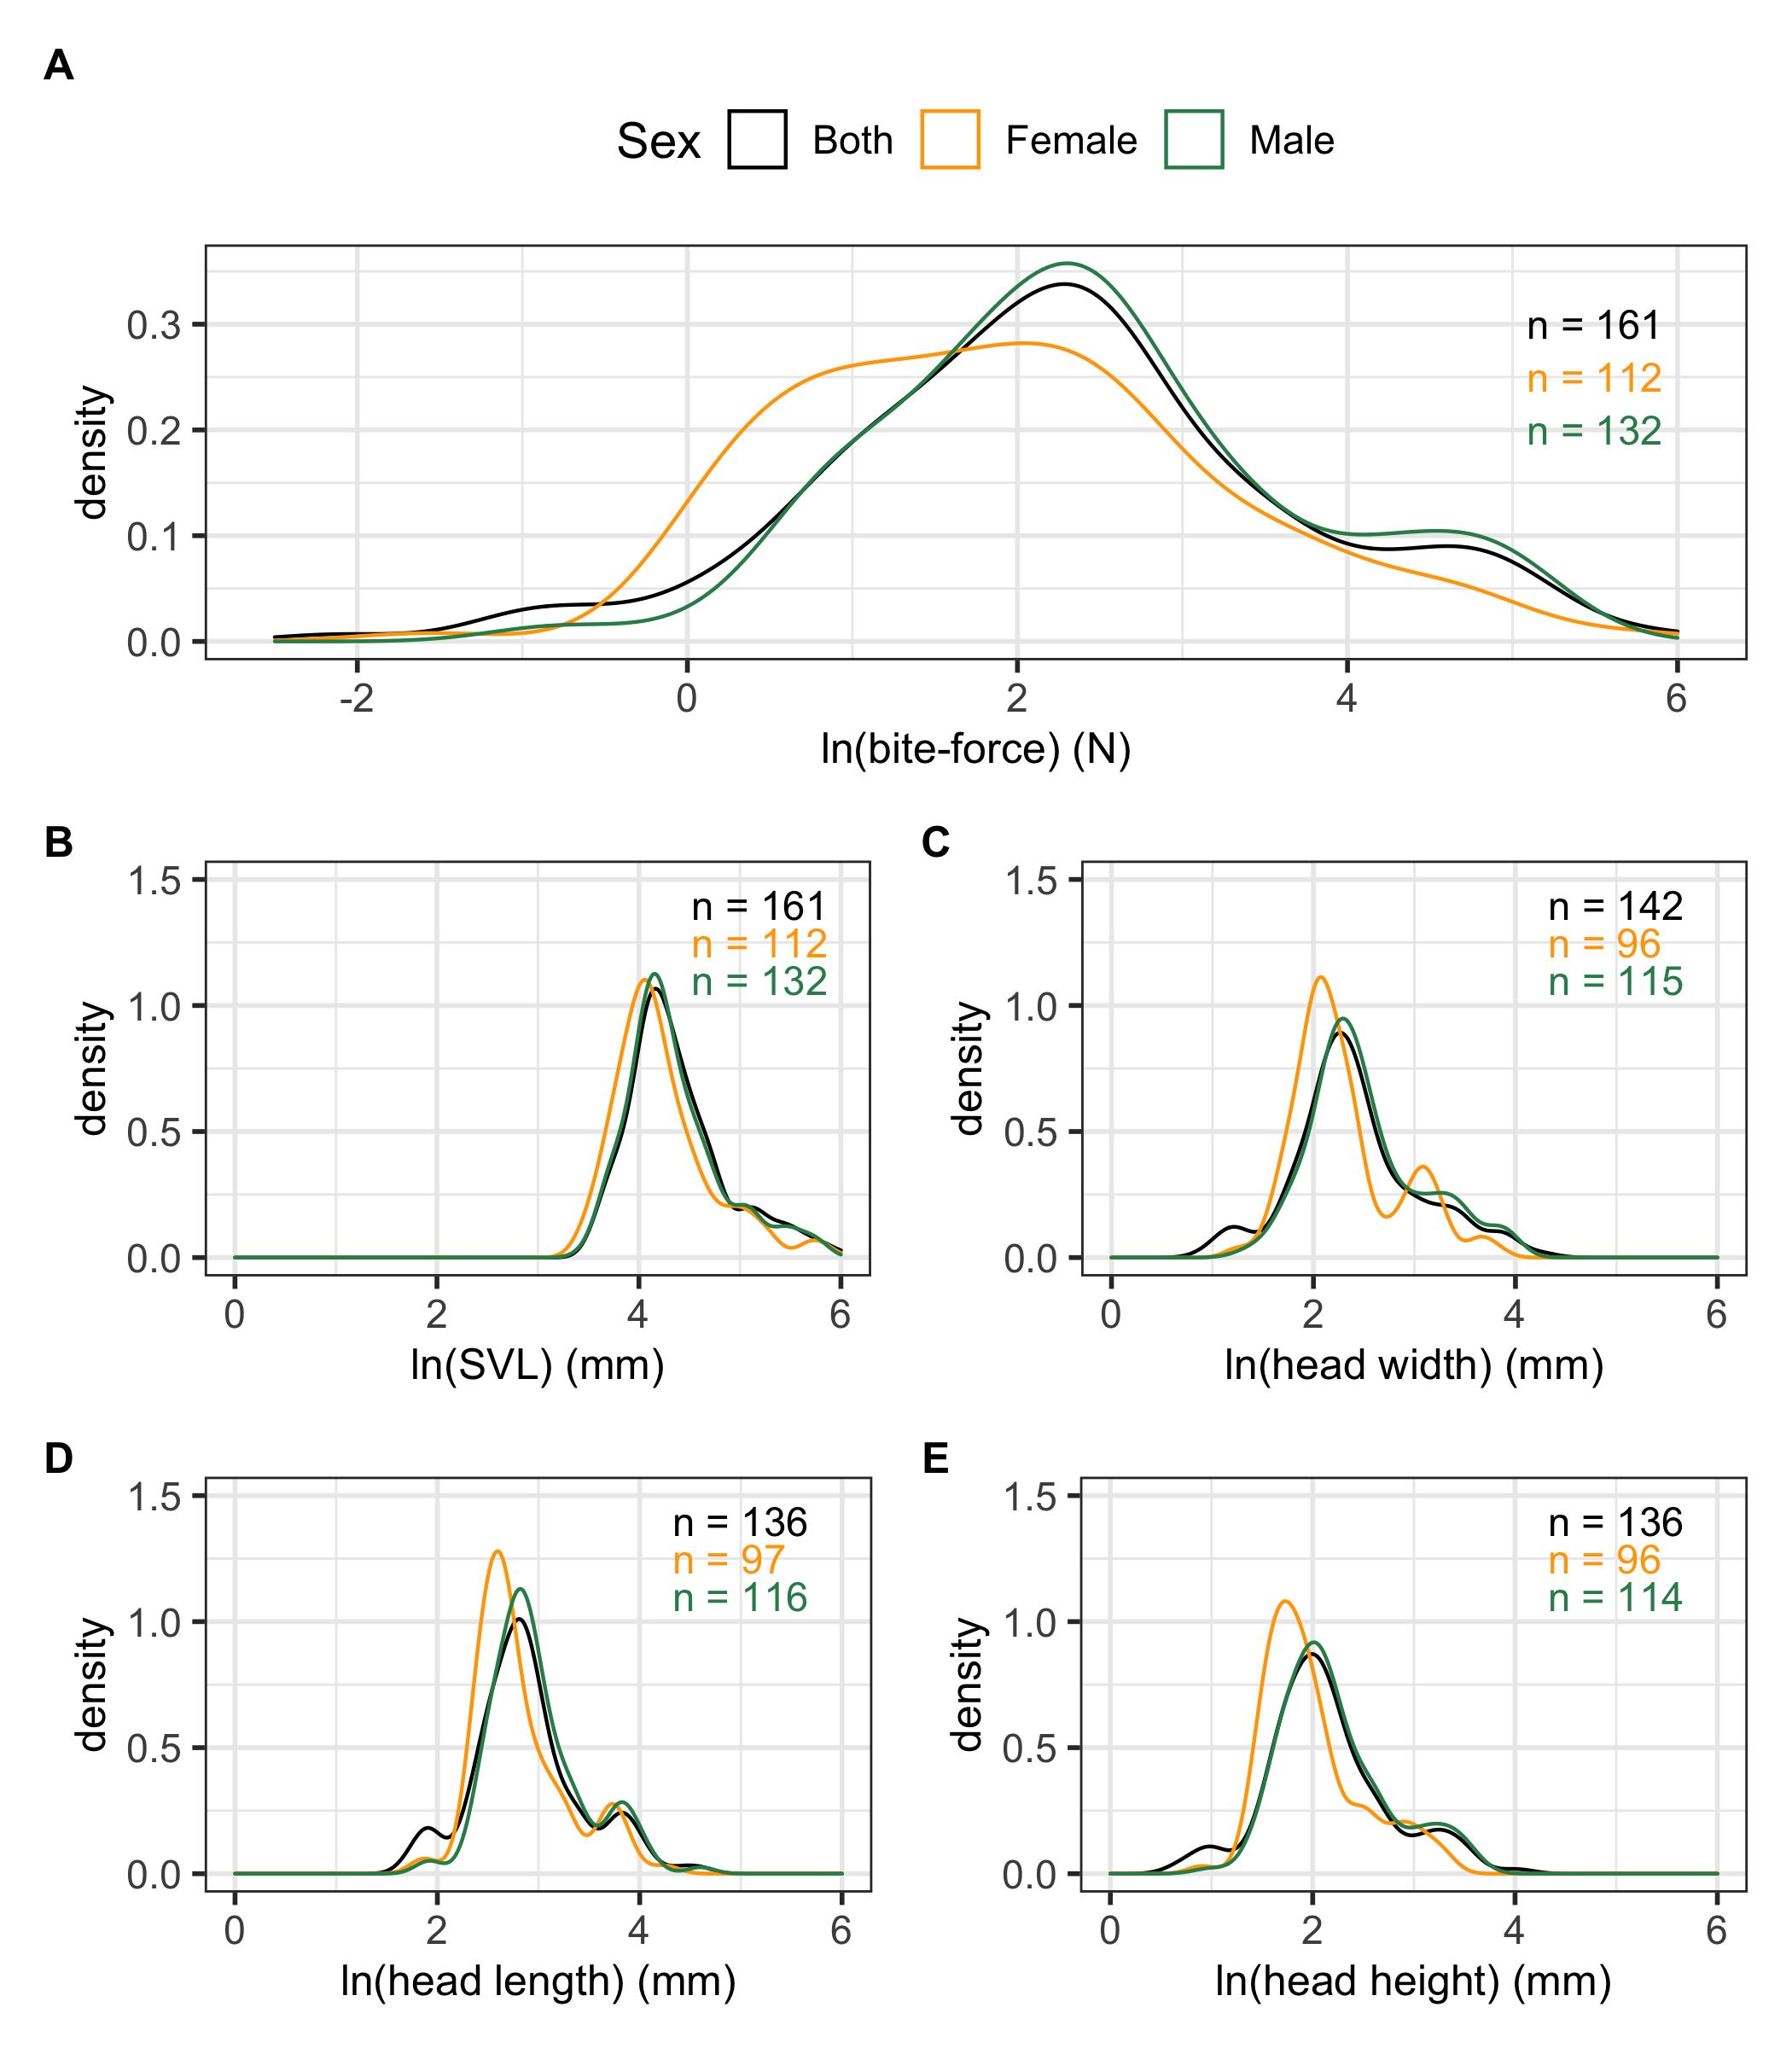 A
Sex Both Female Male
density
0.3
0.2
0.1
0.0
n = 161
n = 112
n = 132
-2 0 2 4 6
ln(bite-force) (N)
B
density
1.5
1.0
0.5
0.0
n = 161
n = 112
n = 132
0 2 4 6
ln(SVL) (mm)
C
density
1.5
1.0
0.5
0.0
n = 142
n = 96
n = 115
0 2 4 6
ln(head width) (mm)
D
density
1.5
1.0
0.5
0.0
n = 136
n = 97
n = 116
0 2 4 6
ln(head length) (mm)
E
density
1.5
1.0
0.5
0.0
n = 136
n = 96
n = 114
0 2 4 6
ln(head height) (mm)